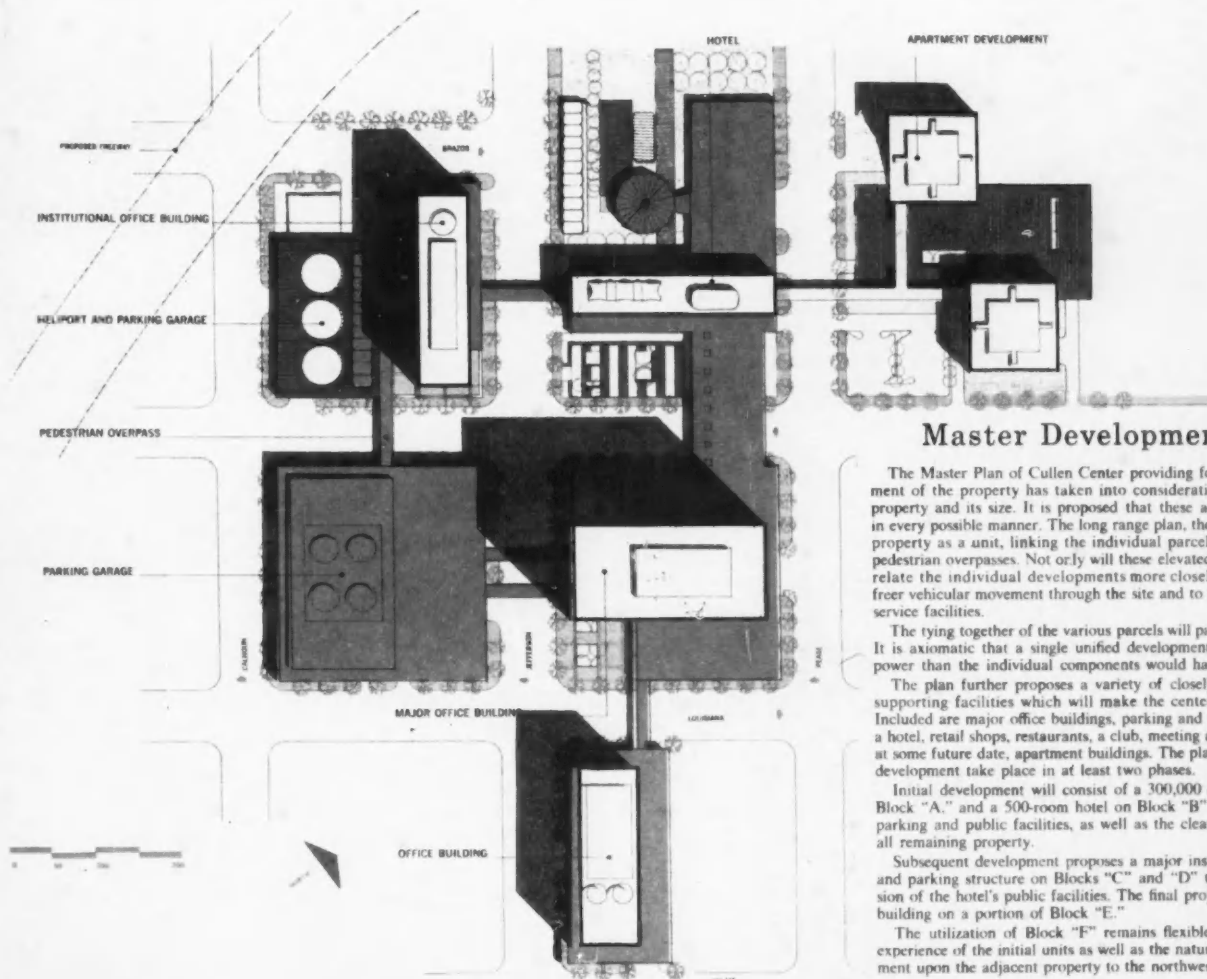 HOTEL
APARTMENT DEVELOPMENT
PROPOSED FREEWAY
BRAZOS
INSTITUTIONAL OFFICE BUILDING
HELIPORT AND PARKING GARAGE
PEDESTRIAN OVERPASS
PARKING GARAGE
CALHOUN
JEFFERSON
PEASE
MAJOR OFFICE BUILDING
LOUISIANA
OFFICE BUILDING
NORTH
Master Developmen
The Master Plan of Cullen Center providing fo
ment of the property has taken into considerati
property and its size. It is proposed that these a
in every possible manner. The long range plan, the
property as a unit, linking the individual parcel
pedestrian overpasses. Not only will these elevated
relate the individual developments more closel
freer vehicular movement through the site and to
service facilities.
The tying together of the various parcels will pa
It is axiomatic that a single unified development
power than the individual components would ha
The plan further proposes a variety of closel
supporting facilities which will make the cente
Included are major office buildings, parking and
a hotel, retail shops, restaurants, a club, meeting a
at some future date, apartment buildings. The pla
development take place in at least two phases.
Initial development will consist of a 300,000
Block "A," and a 500-room hotel on Block "B"
parking and public facilities, as well as the clea
all remaining property.
Subsequent development proposes a major ins
and parking structure on Blocks "C" and "D" t
sion of the hotel's public facilities. The final pro
building on a portion of Block "E."
The utilization of Block "F" remains flexible
experience of the initial units as well as the natur
ment upon the adjacent property to the northwe